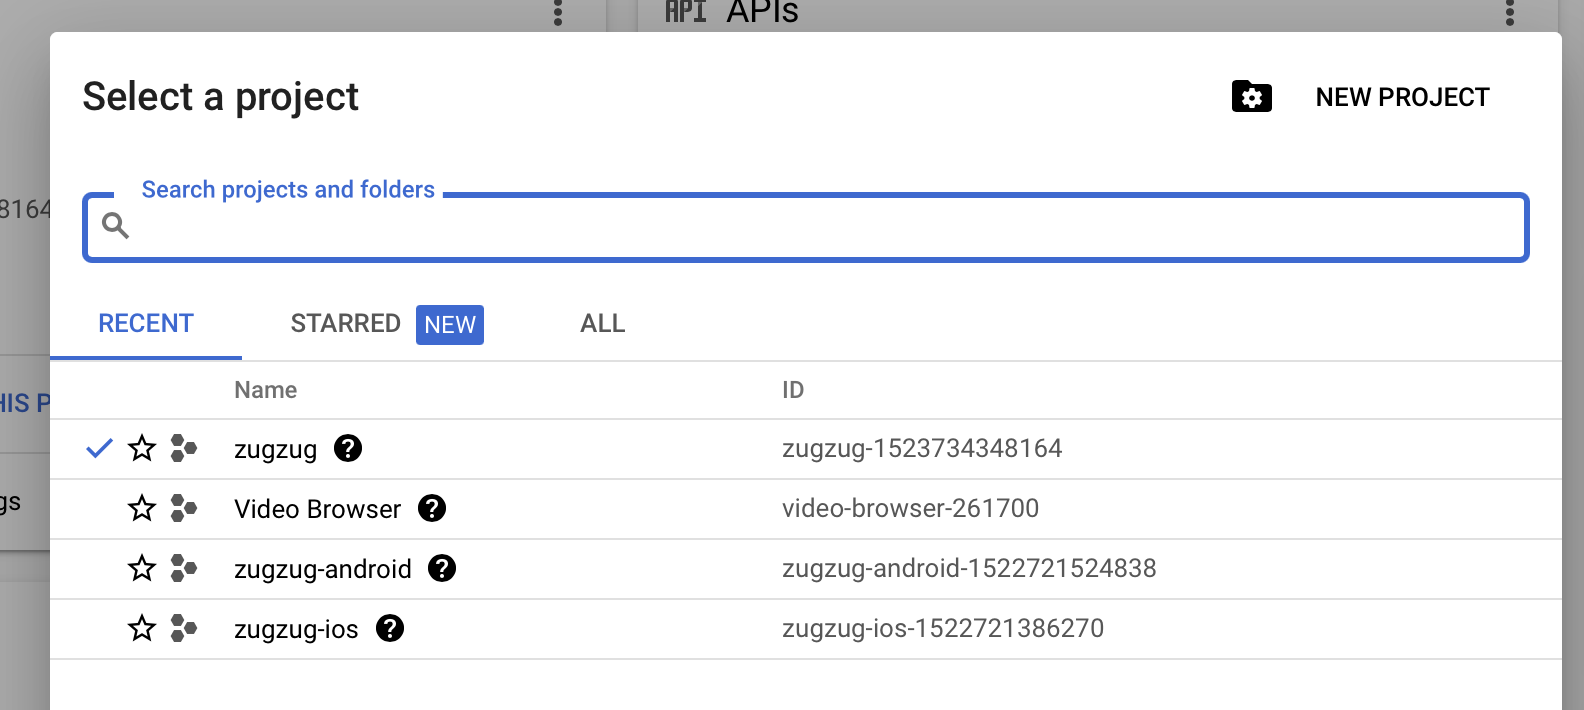 API APIs
Select a project
NEW PROJECT
Search projects and folders
8164
RECENT STARRED NEW ALL
HIS P
Name ID
zugzug ? zugzug-1523734348164
gs
Video Browser ? video-browser-261700
zugzug-android ? zugzug-android-1522721524838
zugzug-ios ? zugzug-ios-1522721386270